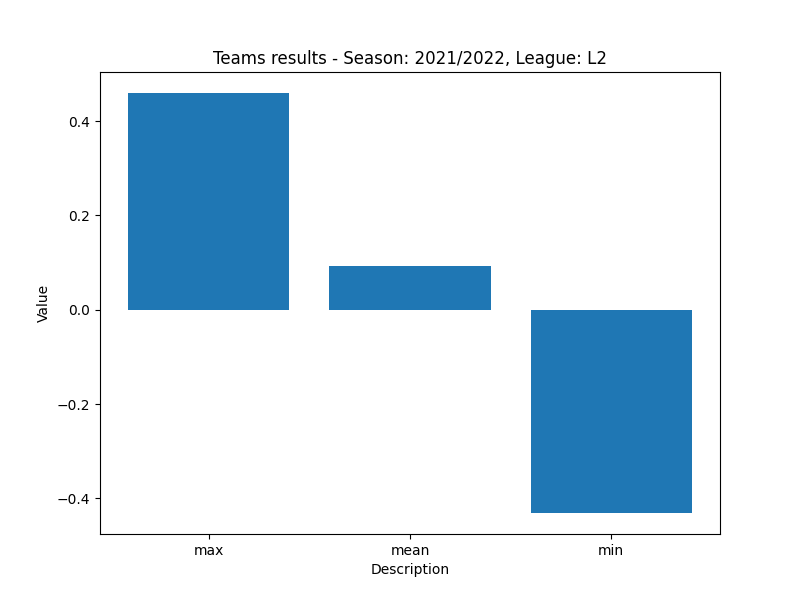 Teams results - Season: 2021/2022, League: L2
Value
0.4
0.2
0.0
−0.2
−0.4
max mean min
Description